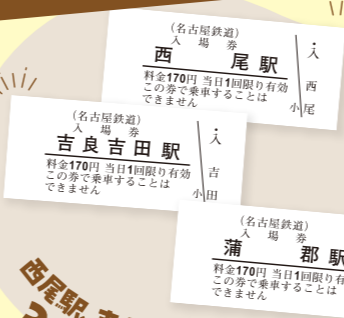 (名古屋鉄道)
入場券
西尾駅
料金170円 当日1回限り有効
この券で乗車することは
できません
・入
西
小尾
(名古屋鉄道)
入場券
吉良吉田駅
料金170円 当日1回限り有効
この券で乗車することは
できません
・入
吉
小田
(名古屋鉄道)
入場券
蒲郡駅
料金170円 当日1回限り有
この券で乗車することは
できません
西尾駅